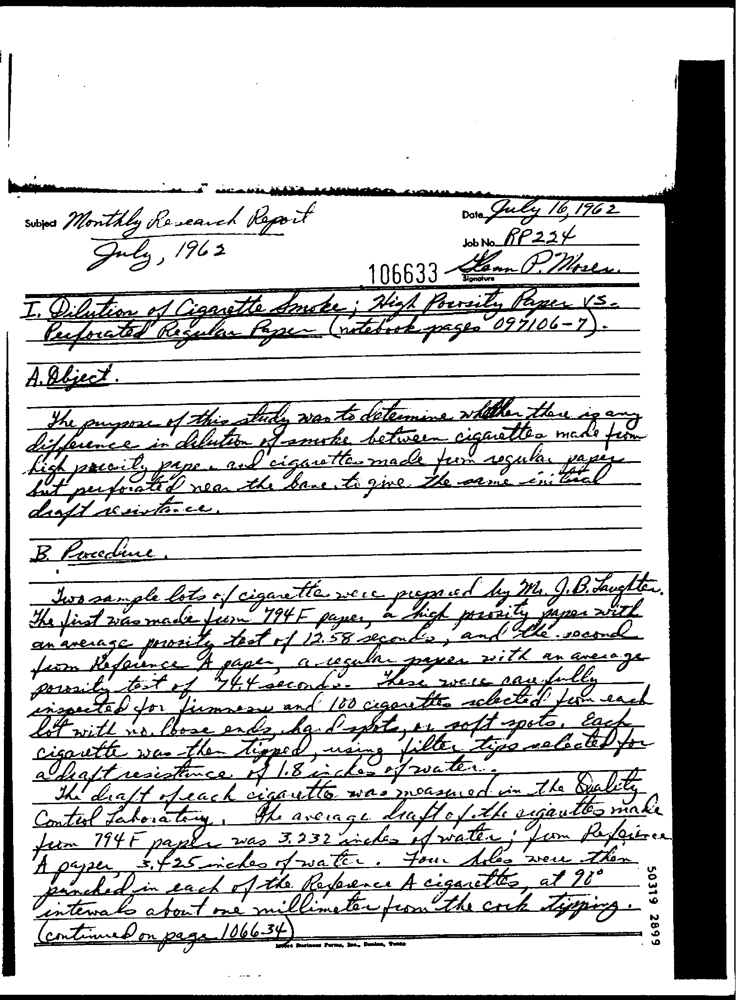 Subject Monthly Research Report
July, 1962
Date July 16, 1962
Job No. RP224
106633 Glenn P. Moser
Signature
I. Dilution of Cigarette Smoke; High Porosity Paper vs.
Perforated Regular Paper (notebook pages 097106-7).
A. Object.
The purpose of this study was to determine whether there is any
difference in dilution of smoke between cigarettes made from
high porosity paper and cigarettes made from regular paper
but perforated near the base to give the same initial
draft resistance.
B. Procedure.
Two sample lots of cigarettes were prepared by Mr. J.B. Laughter.
The first was made from 794F paper, a high porosity paper with
an average porosity test of 12.58 seconds, and the second
from Reference A paper, a regular paper with an average
porosity test of 74.4 seconds. These were carefully
inspected for firmness and 100 cigarettes selected from each
lot with no loose ends, hard spots, or soft spots. Each
cigarette was then tipped, using filter tips selected for
a draft resistance of 1.8 inches of water.
The draft of each cigarette was measured in the Quality
Control Laboratory. The average draft of the cigarettes made
from 794F paper was 3.232 inches of water; from Reference
A paper, 3.425 inches of water. Four holes were then
punched in each of the Reference A cigarettes, at 90°
intervals about one millimeter from the cork tipping.
(continued on page 106634)
Moore Business Forms, Inc., Denton, Texas
50319 2899